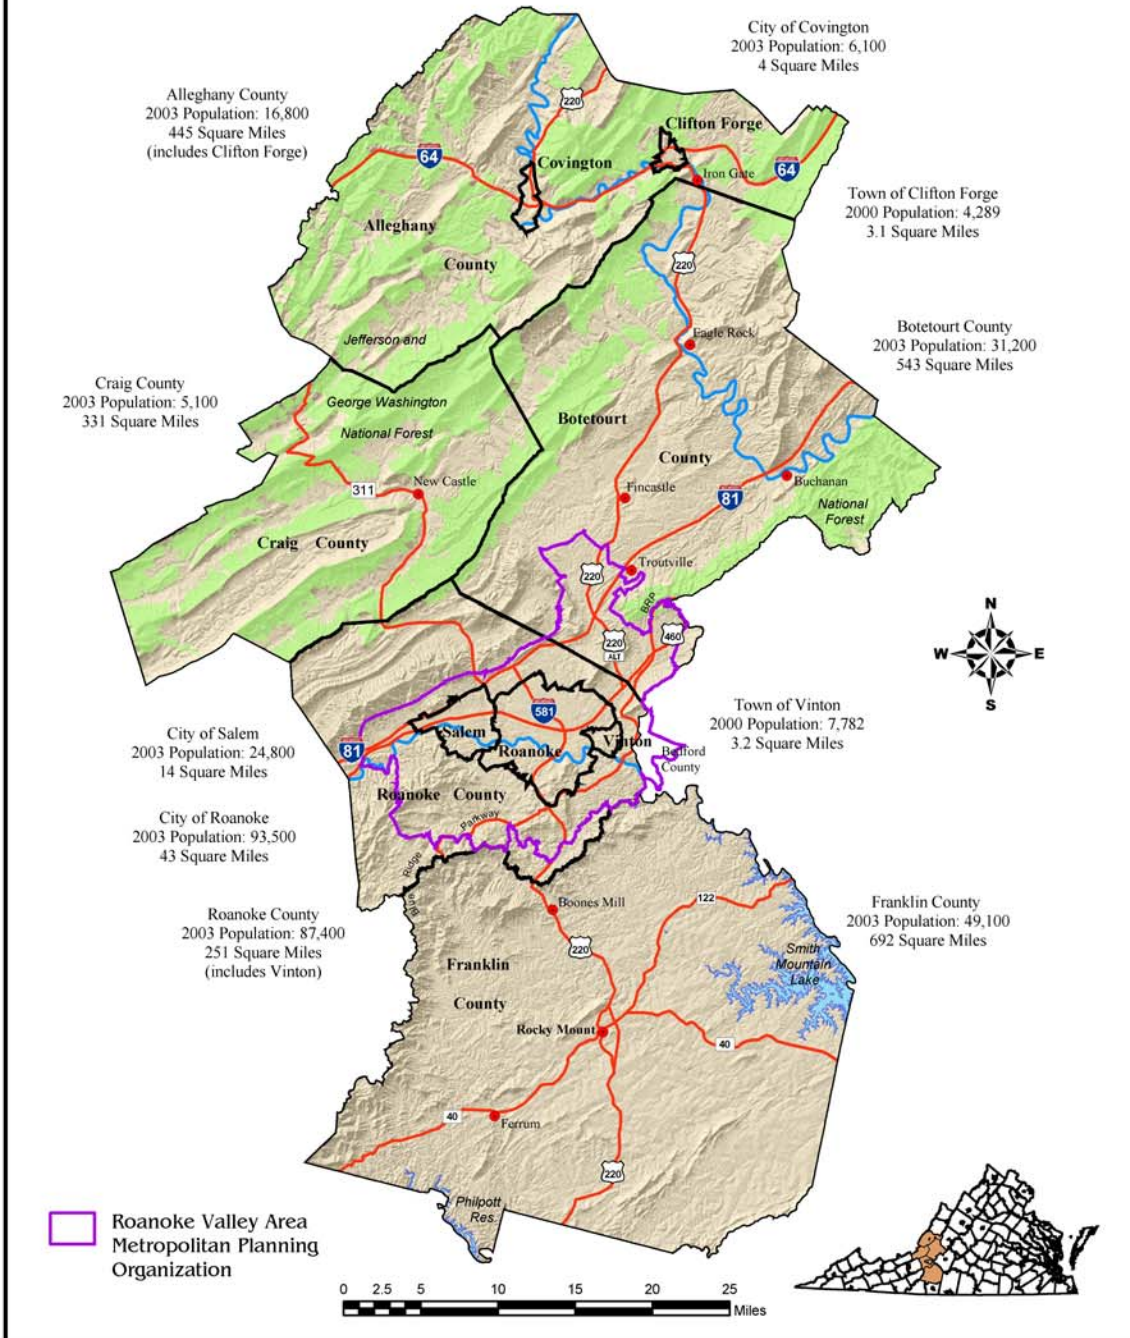 City of Covington
2003 Population: 6,100
4 Square Miles
Alleghany County
2003 Population: 16,800
445 Square Miles
(includes Clifton Forge)
220
Clifton Forge
64
Covington
64
Iron Gate
Town of Clifton Forge
2000 Population: 4,289
3.1 Square Miles
Alleghany
County
220
Jefferson and
Eagle Rock
Botetourt County
2003 Population: 31,200
543 Square Miles
Craig County
2003 Population: 5,100
331 Square Miles
George Washington
National Forest
Botetourt
County
311
New Castle
Fincastle
81
Buchanan
National
Forest
Craig County
Troutville
220
BRP
220
ALT
460
N
W
E
S
City of Salem
2003 Population: 24,800
14 Square Miles
Town of Vinton
2000 Population: 7,782
3.2 Square Miles
581
81
Salem
Roanoke
Vinton
Bedford
County
Roanoke County
Parkway
Ridge
Blue
City of Roanoke
2003 Population: 93,500
43 Square Miles
Roanoke County
2003 Population: 87,400
251 Square Miles
(includes Vinton)
Boones Mill
122
Franklin County
2003 Population: 49,100
692 Square Miles
220
Franklin
County
Smith
Mountain
Lake
Rocky Mount
40
40
Ferrum
220
Philpott
Res.
Roanoke Valley Area
Metropolitan Planning
Organization
0 2.5 5 10 15 20 25
Miles